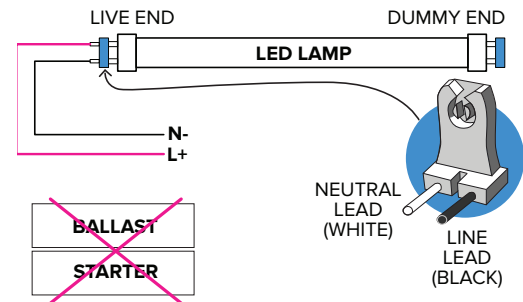 LIVE END
DUMMY END
LED LAMP
N-
L+
NEUTRAL
LEAD
(WHITE)
LINE
LEAD
(BLACK)
BALLAST
STARTER